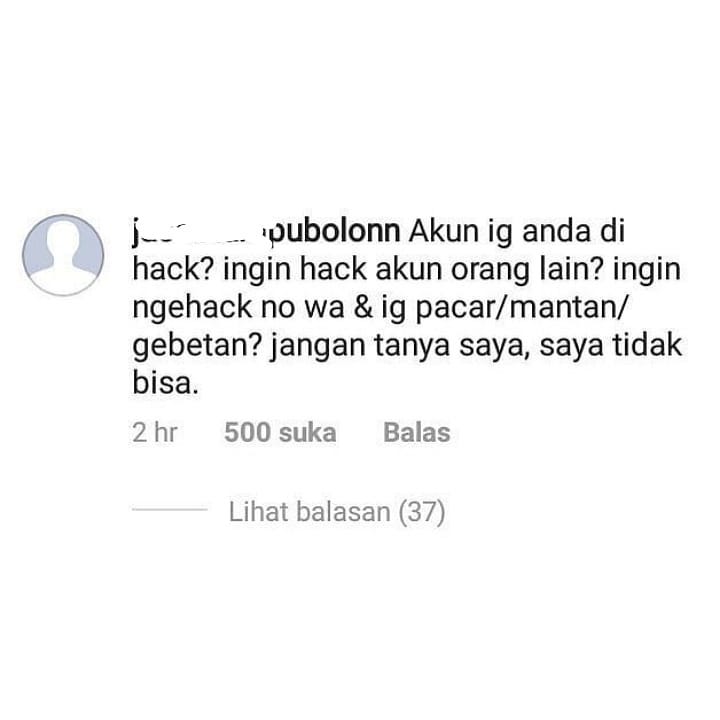 pubolonn Akun ig anda di
hack? ingin hack akun orang lain? ingin
ngehack no wa & ig pacar/mantan/
gebetan? jangan tanya saya, saya tidak
bisa.
2 hr 500 suka Balas
Lihat balasan (37)